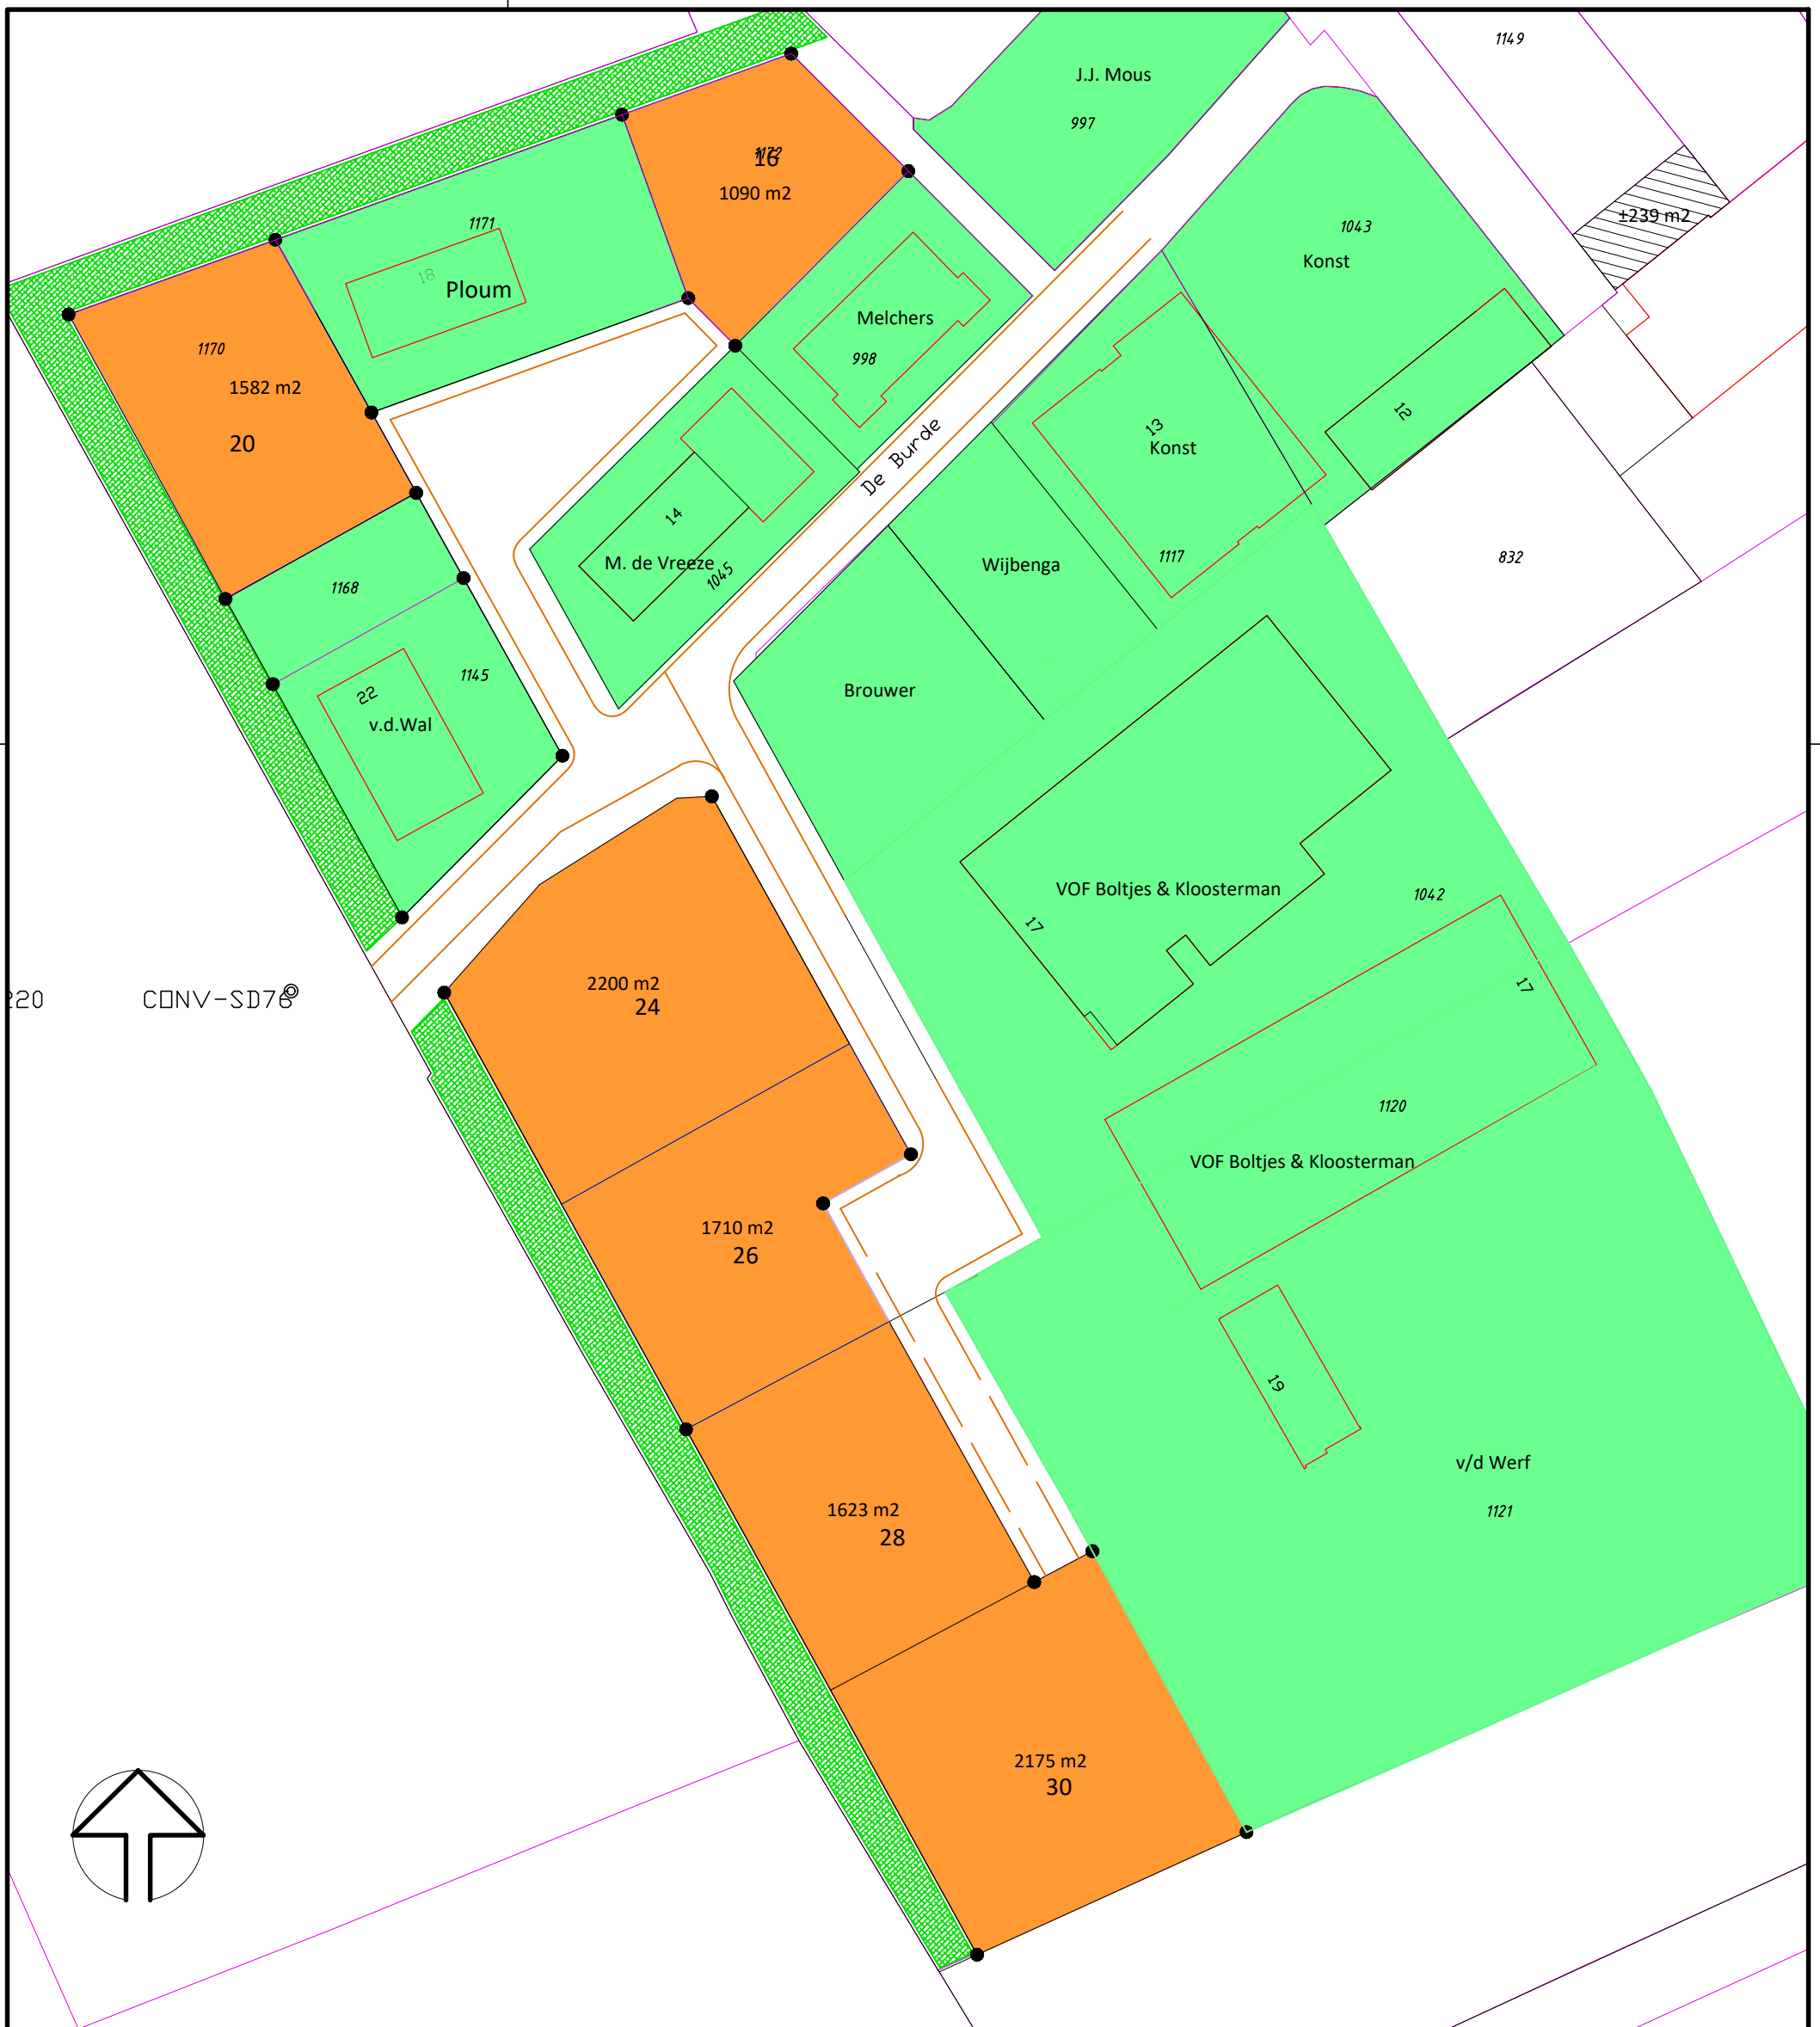 1149
J.J. Mous
997
1172
16
1090 m2
±239 m2
1171
18
Ploum
1043
Konst
Melchers
998
1170
1582 m2
20
12
13
Konst
De Burde
14
M. de Vreeze
1045
Wijbenga
1117
832
1168
1145
22
v.d.Wal
Brouwer
VOF Boltjes & Kloosterman
17
1042
2200 m2
24
17
220
CONV-SD76
1120
VOF Boltjes & Kloosterman
1710 m2
26
19
v/d Werf
1121
1623 m2
28
2175 m2
30